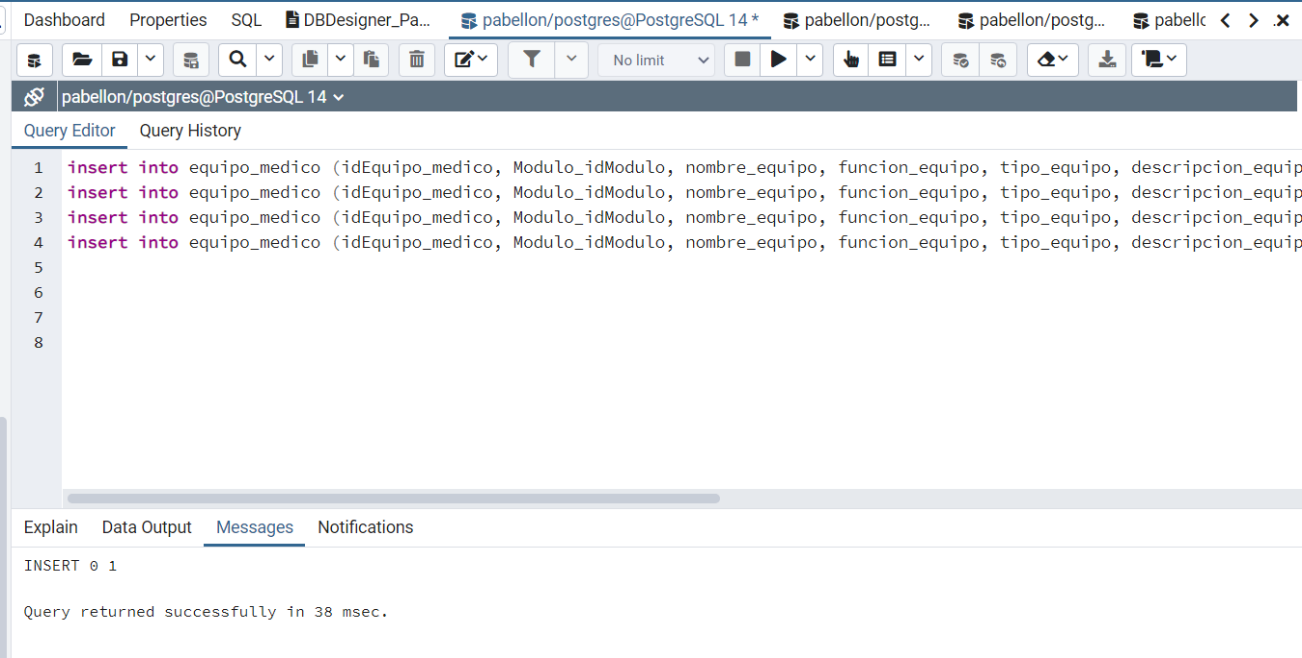 Dashboard Properties SQL DBDesigner_Pa... pabellon/postgres@PostgreSQL 14 * pabellon/postg... pabellon/postg... pabellc
No limit
pabellon/postgres@PostgreSQL 14
Query Editor Query History
1 insert into equipo_medico (idEquipo_medico, Modulo_idModulo, nombre_equipo, funcion_equipo, tipo_equipo, descripcion_equip
2 insert into equipo_medico (idEquipo_medico, Modulo_idModulo, nombre_equipo, funcion_equipo, tipo_equipo, descripcion_equip
3 insert into equipo_medico (idEquipo_medico, Modulo_idModulo, nombre_equipo, funcion_equipo, tipo_equipo, descripcion_equip
4 insert into equipo_medico (idEquipo_medico, Modulo_idModulo, nombre_equipo, funcion_equipo, tipo_equipo, descripcion_equip
5
6
7
8
Explain Data Output Messages Notifications
INSERT 0 1
Query returned successfully in 38 msec.